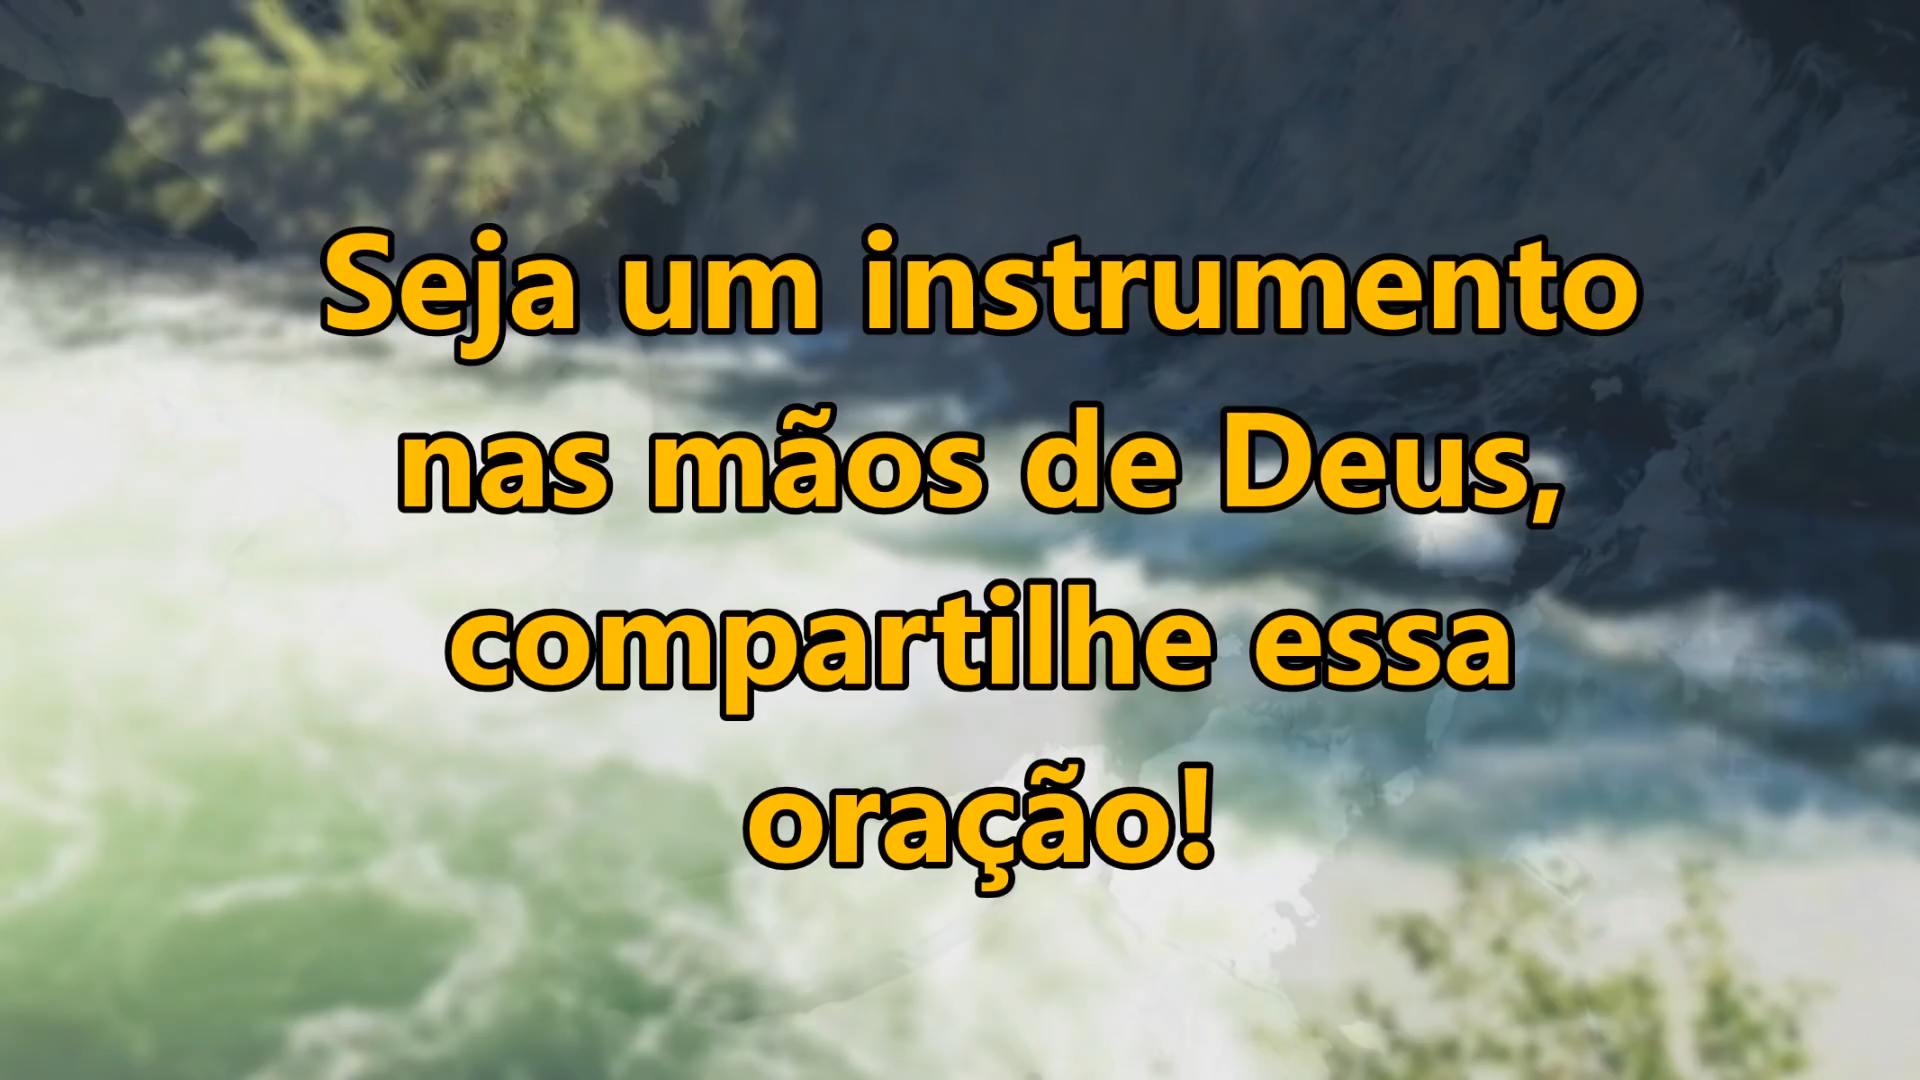 Seja um instrumento
nas mãos de Deus,
compartilhe essa
oração!